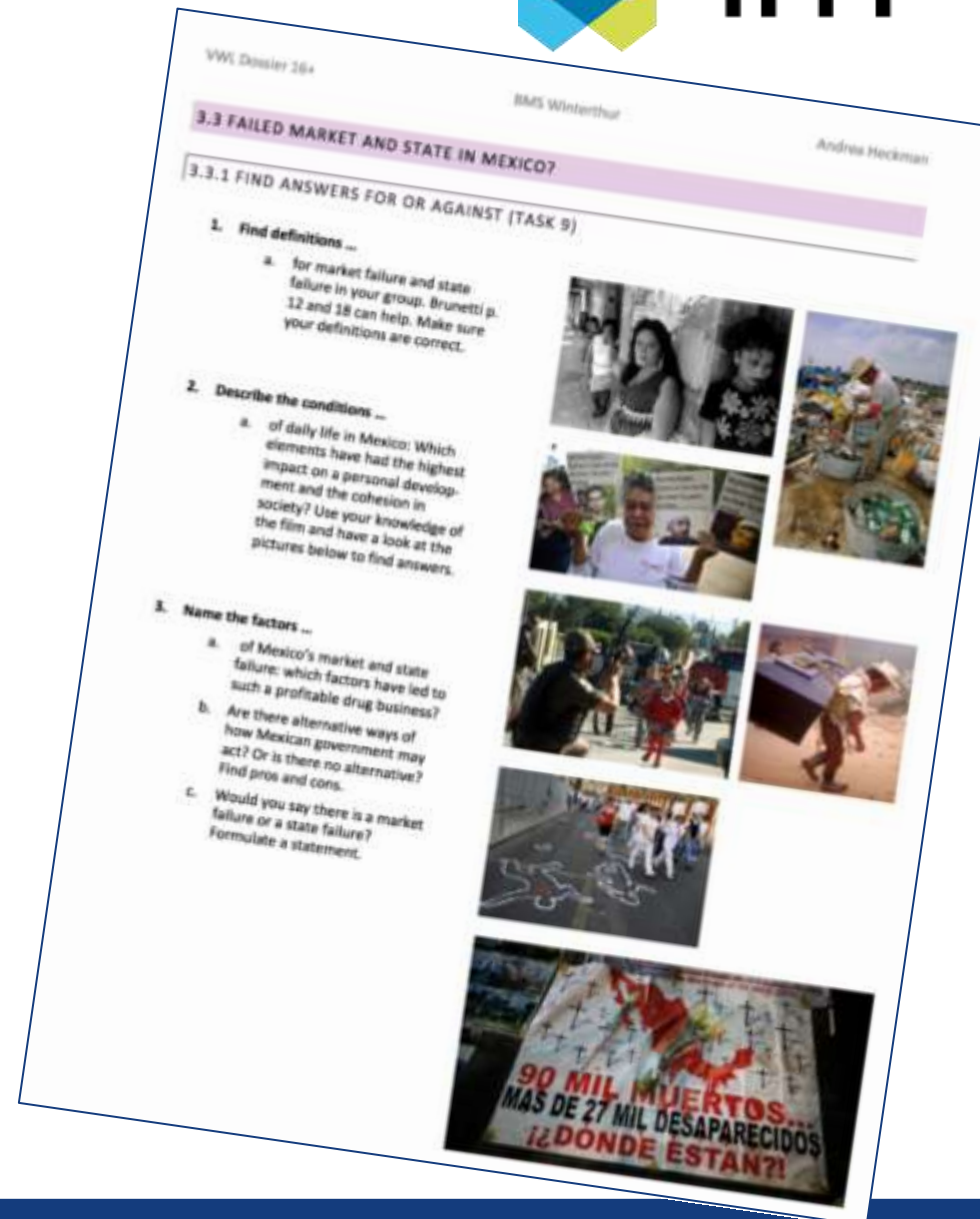 VWL Dossier 16+
BMS Winterthur
Andrea Heckman
3.3 FAILED MARKET AND STATE IN MEXICO?
3.3.1 FIND ANSWERS FOR OR AGAINST (TASK 9)
1. Find definitions ...
a. for market failure and state
failure in your group. Brunetti p.
12 and 18 can help. Make sure
your definitions are correct.
2. Describe the conditions ...
a. of daily life in Mexico: Which
elements have had the highest
impact on a personal develop-
ment and the cohesion in
society? Use your knowledge of
the film and have a look at the
pictures below to find answers.
3. Name the factors ...
a. of Mexico's market and state
failure: which factors have led to
such a profitable drug business?
b. Are there alternative ways of
how Mexican government may
act? Or is there no alternative?
Find pros and cons.
c. Would you say there is a market
failure or a state failure?
Formulate a statement.
90 MIL MUERTOS...
MAS DE 27 MIL DESAPARECIDOS
¡¿DONDE ESTAN?!